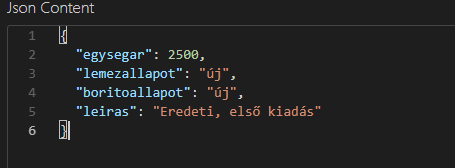 Json Content
1 {
2 "egysegar": 2500,
3 "lemezallapot": "új",
4 "boritoallapot": "új",
5 "leiras": "Eredeti, első kiadás"
6 }